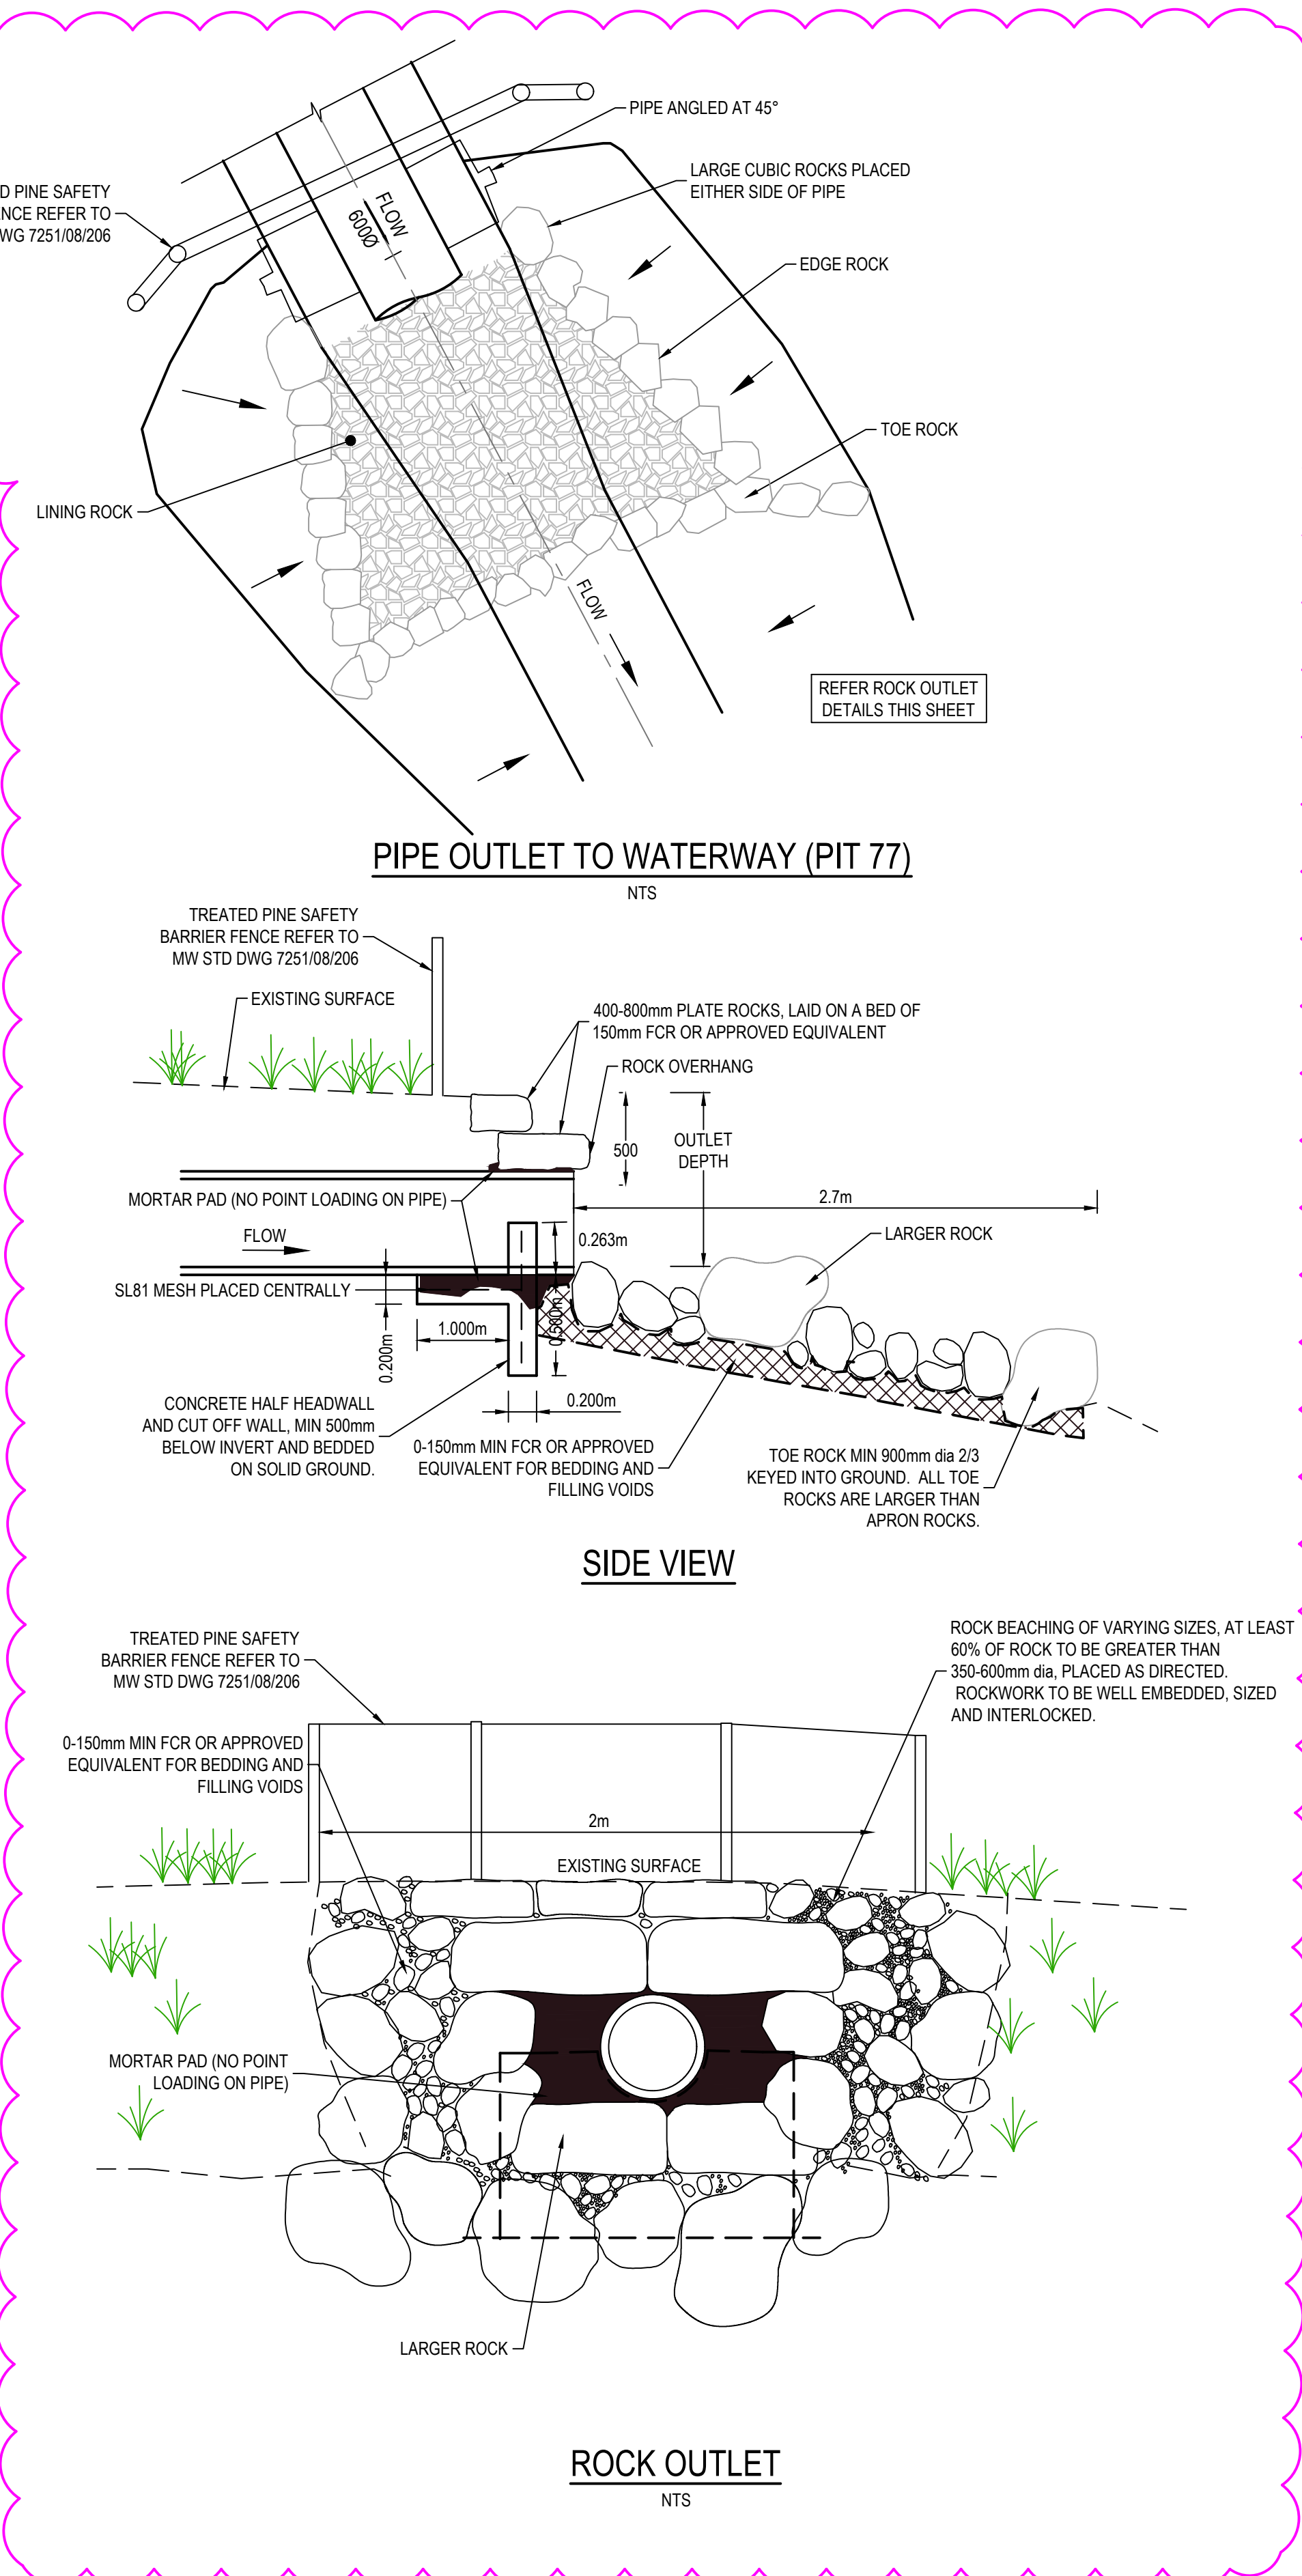 PIPE ANGLED AT 45°
LARGE CUBIC ROCKS PLACED
EITHER SIDE OF PIPE
D PINE SAFETY
ENCE REFER TO
WG 7251/08/206
FLOW
600Ø
EDGE ROCK
TOE ROCK
LINING ROCK
FLOW
REFER ROCK OUTLET
DETAILS THIS SHEET
PIPE OUTLET TO WATERWAY (PIT 77)
NTS
TREATED PINE SAFETY
BARRIER FENCE REFER TO
MW STD DWG 7251/08/206
EXISTING SURFACE
400-800mm PLATE ROCKS, LAID ON A BED OF
150mm FCR OR APPROVED EQUIVALENT
ROCK OVERHANG
500
OUTLET
DEPTH
2.7m
MORTAR PAD (NO POINT LOADING ON PIPE)
FLOW
0.263m
LARGER ROCK
SL81 MESH PLACED CENTRALLY
0.200m
1.000m
0.500m
0.200m
CONCRETE HALF HEADWALL
AND CUT OFF WALL, MIN 500mm
BELOW INVERT AND BEDDED
ON SOLID GROUND.
0-150mm MIN FCR OR APPROVED
EQUIVALENT FOR BEDDING AND
FILLING VOIDS
TOE ROCK MIN 900mm dia 2/3
KEYED INTO GROUND. ALL TOE
ROCKS ARE LARGER THAN
APRON ROCKS.
SIDE VIEW
TREATED PINE SAFETY
BARRIER FENCE REFER TO
MW STD DWG 7251/08/206
ROCK BEACHING OF VARYING SIZES, AT LEAST
60% OF ROCK TO BE GREATER THAN
350-600mm dia, PLACED AS DIRECTED.
ROCKWORK TO BE WELL EMBEDDED, SIZED
AND INTERLOCKED.
0-150mm MIN FCR OR APPROVED
EQUIVALENT FOR BEDDING AND
FILLING VOIDS
2m
EXISTING SURFACE
MORTAR PAD (NO POINT
LOADING ON PIPE)
LARGER ROCK
ROCK OUTLET
NTS